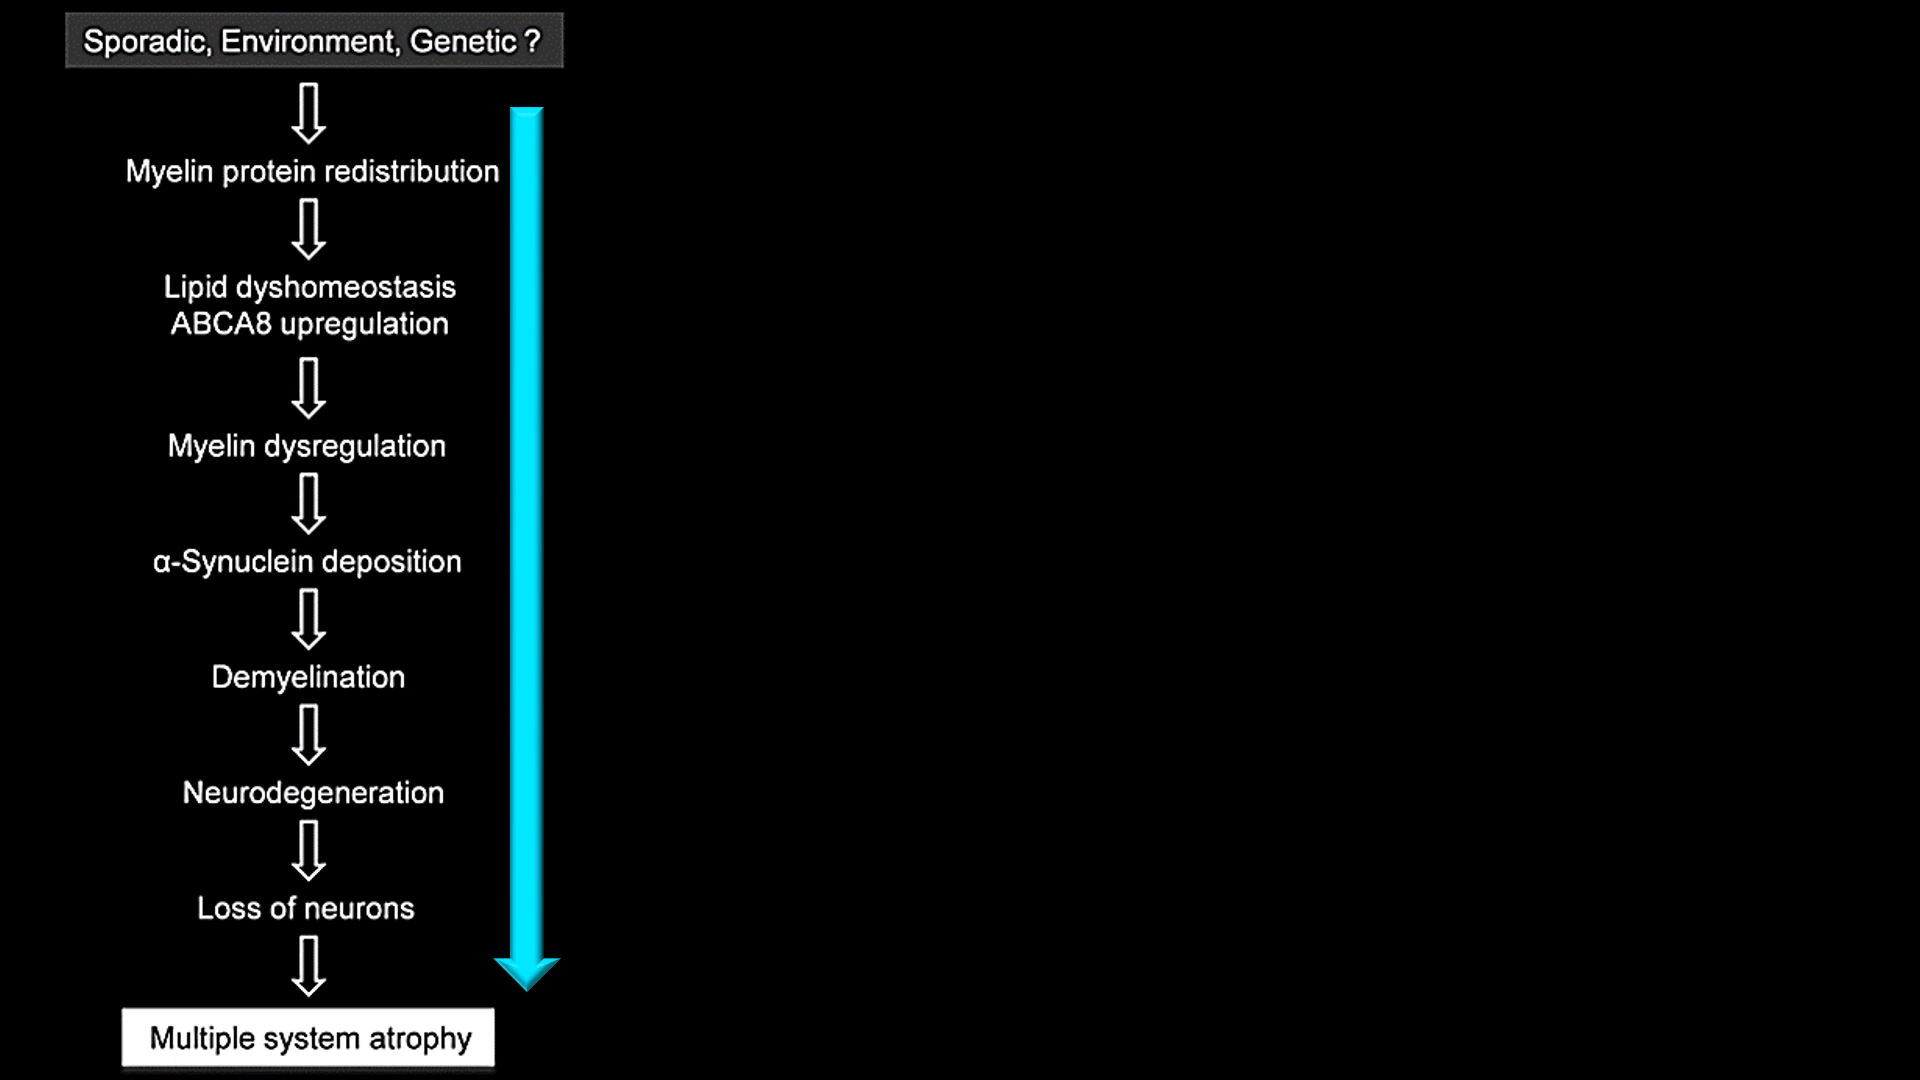 Sporadic, Environment, Genetic ?
Myelin protein redistribution
Lipid dyshomeostasis
ABCA8 upregulation
Myelin dysregulation
α-Synuclein deposition
Demyelination
Neurodegeneration
Loss of neurons
Multiple system atrophy